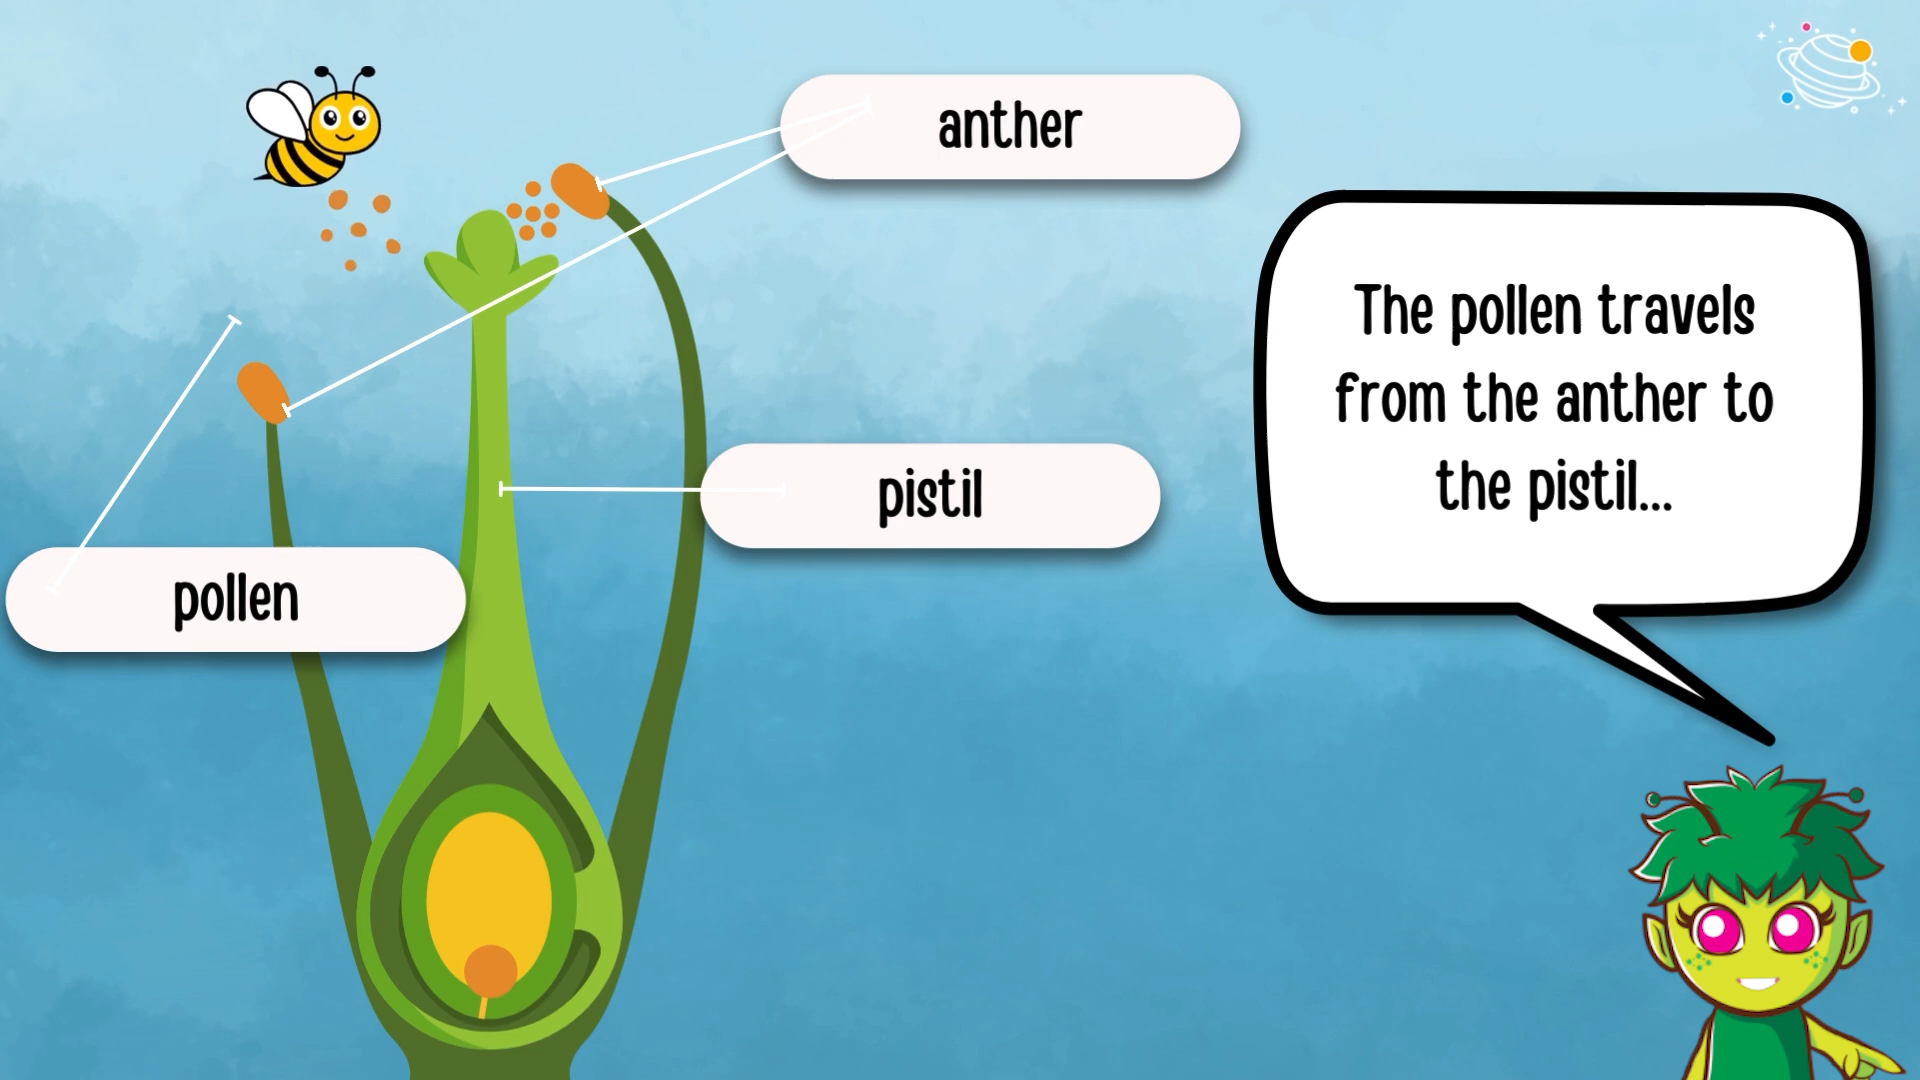 anther
The pollen travels
from the anther to
the pistil...
pistil
pollen